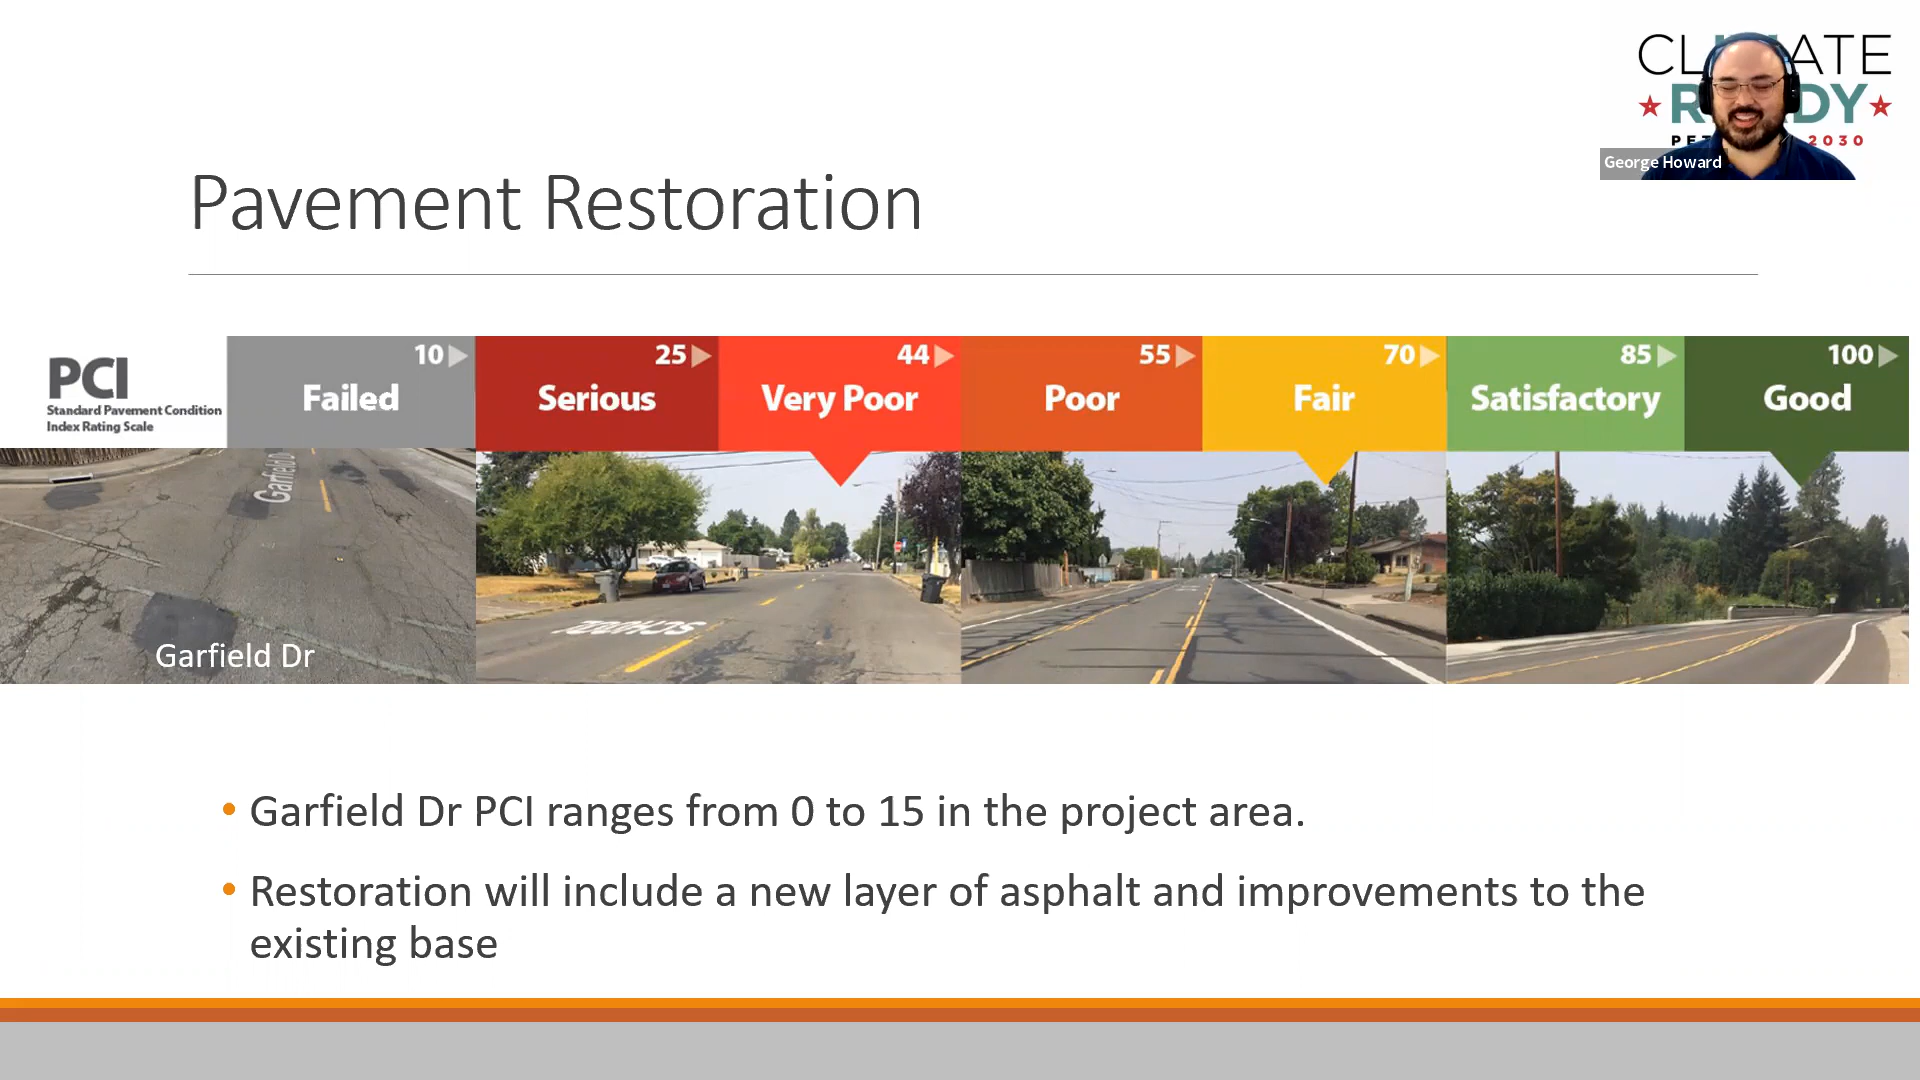 CL ATE
R DY
PET 2030
George Howard
Pavement Restoration
PCI
Standard Pavement Condition
Index Rating Scale
10 Failed
25 Serious
44 Very Poor
55 Poor
70 Fair
85 Satisfactory
100 Good
Garfield D
SCHOOL
Garfield Dr
• Garfield Dr PCI ranges from 0 to 15 in the project area.
• Restoration will include a new layer of asphalt and improvements to the
existing base